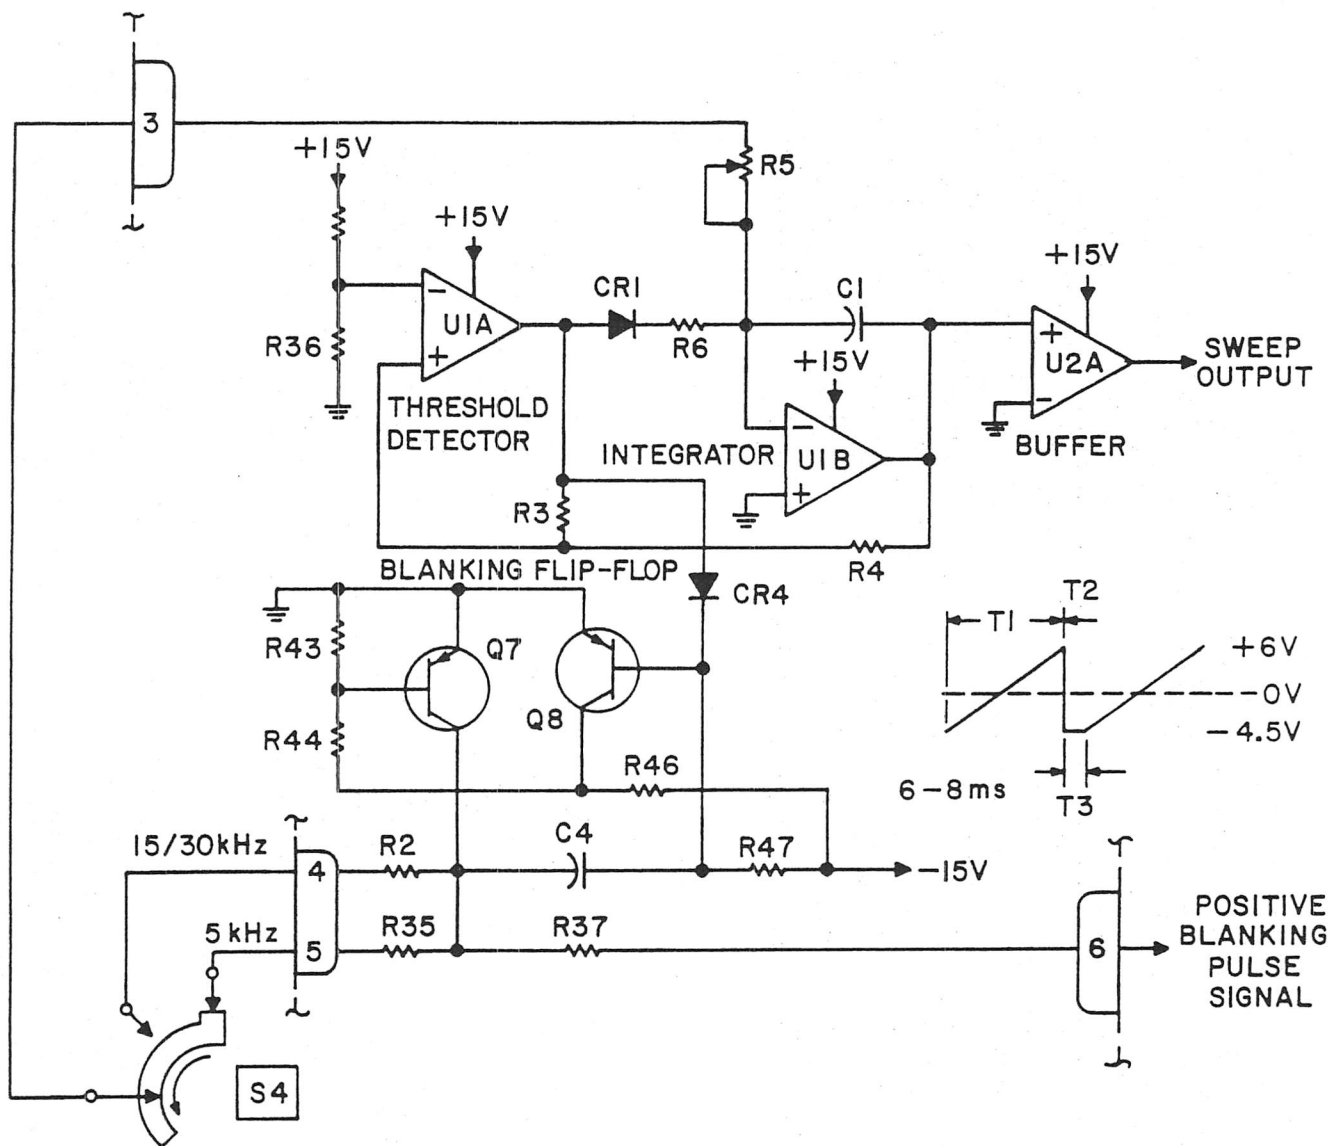 3
+15V
R5
+15V
+15V
CR1
C1
R36
−
U1A
+
R6
+15V
+
U2A
−
SWEEP
OUTPUT
THRESHOLD
DETECTOR
INTEGRATOR
−
U1B
+
BUFFER
R3
R4
BLANKING FLIP-FLOP
CR4
R43
Q7
Q8
R44
R46
T1
T2
+6V
-0V
-4.5V
6-8ms
T3
15/30kHz
4
R2
C4
R47
-15V
5kHz
5
R35
R37
6
POSITIVE
BLANKING
PULSE
SIGNAL
S4